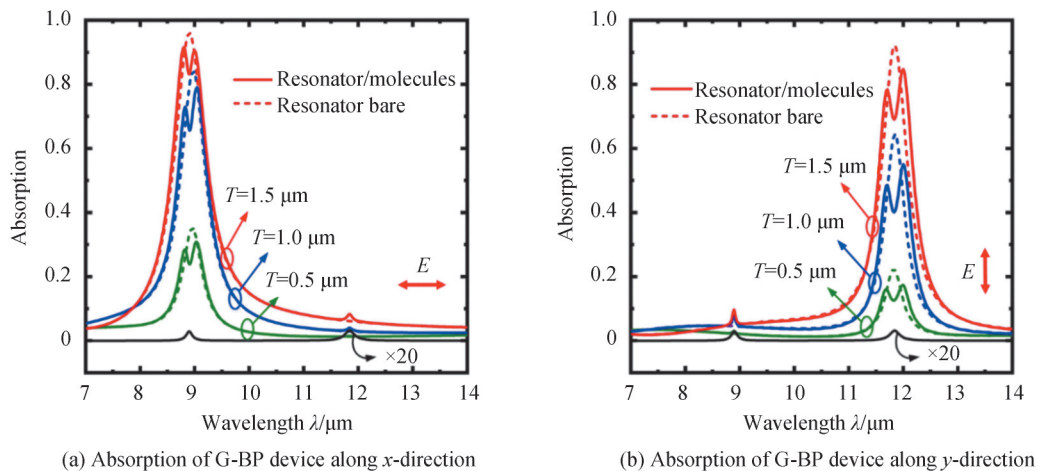 1.0
0.8
0.6
0.4
0.2
0
Absorption
Resonator/molecules
Resonator bare
T=1.5 μm
T=1.0 μm
T=0.5 μm
E
×20
7 8 9 10 11 12 13 14
Wavelength λ/μm
(a) Absorption of G-BP device along x-direction
1.0
0.8
0.6
0.4
0.2
0
Absorption
Resonator/molecules
Resonator bare
T=1.5 μm
T=1.0 μm
T=0.5 μm
E
×20
7 8 9 10 11 12 13 14
Wavelength λ/μm
(b) Absorption of G-BP device along y-direction